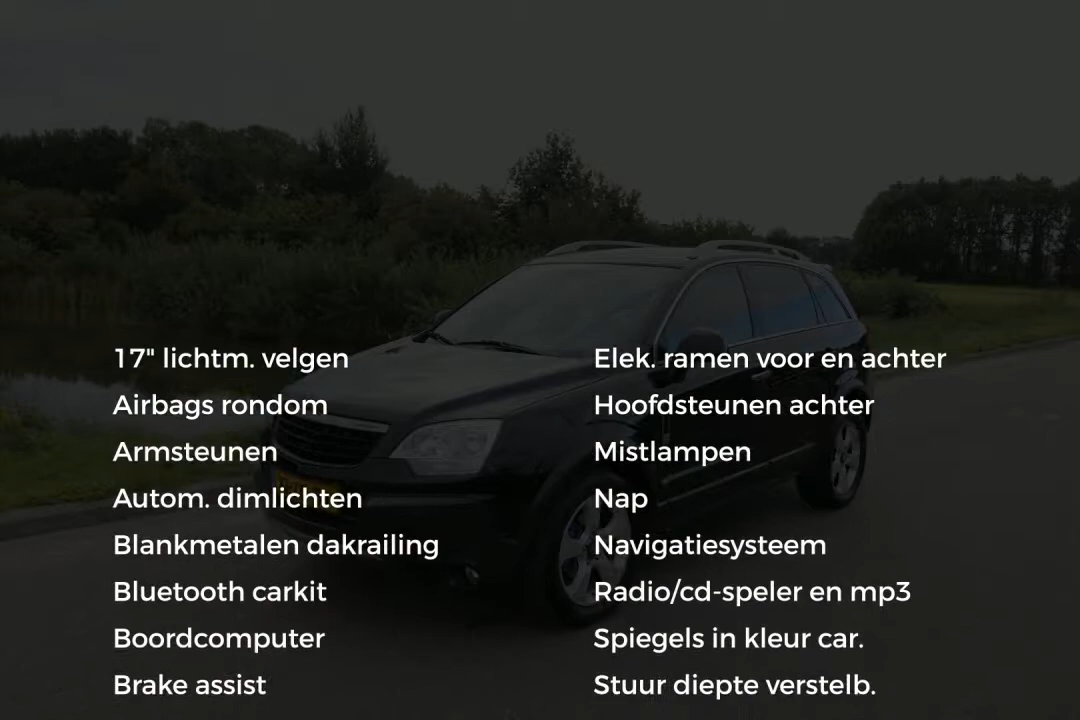 17" lichtm. velgen
Airbags rondom
Armsteunen
Autom. dimlichten
Blankmetalen dakrailing
Bluetooth carkit
Boordcomputer
Brake assist
Elek. ramen voor en achter
Hoofdsteunen achter
Mistlampen
Nap
Navigatiesysteem
Radio/cd-speler en mp3
Spiegels in kleur car.
Stuur diepte verstelb.